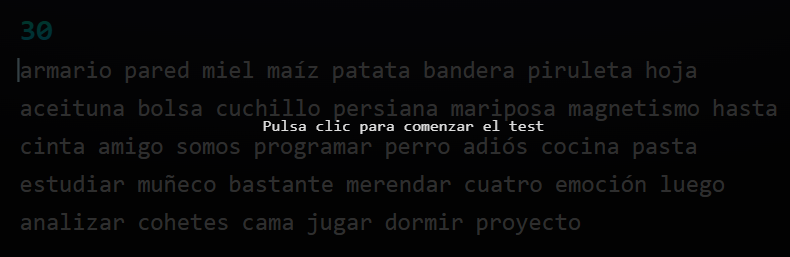 30
armario pared miel maíz patata bandera piruleta hoja
aceituna bolsa cuchillo persiana mariposa magnetismo hasta
Pulsa clic para comenzar el test
cinta amigo somos programar perro adiós cocina pasta
estudiar muñeco bastante merendar cuatro emoción luego
analizar cohetes cama jugar dormir proyecto